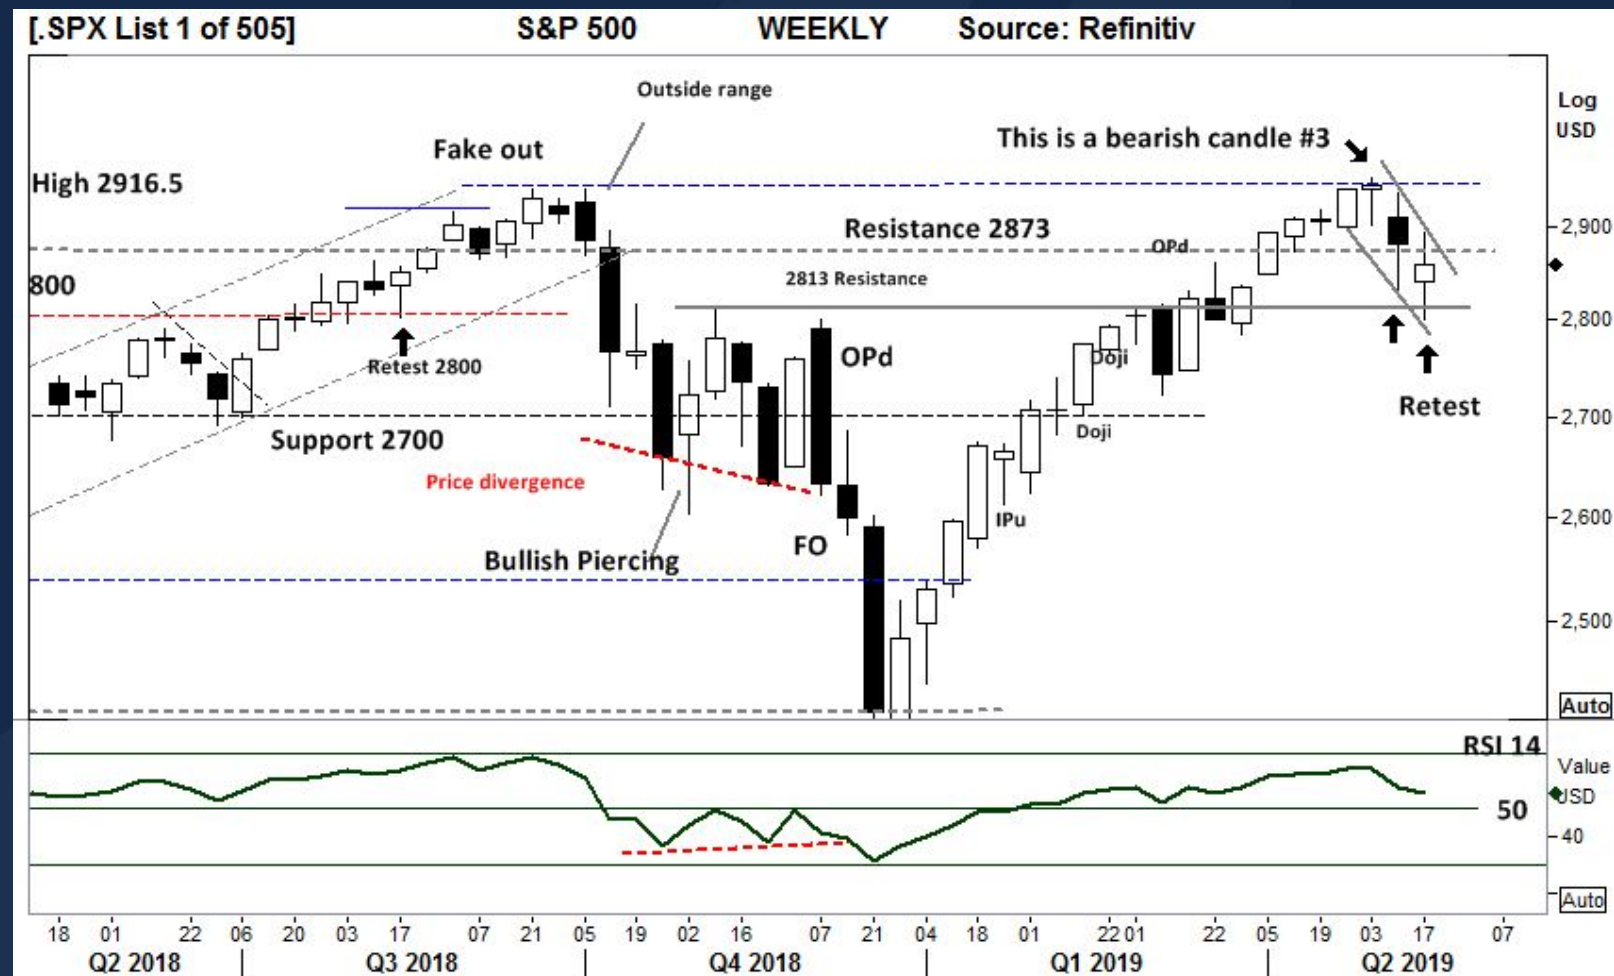 [.SPX List 1 of 505] S&P 500 WEEKLY Source: Refinitiv
Outside range
Log
USD
This is a bearish candle #3
Fake out
High 2916.5
Resistance 2873
2,900
OPd
2813 Resistance
800
2,800
OPd
Doji
Retest 2800
Retest
2,700
Doji
Support 2700
Price divergence
IPu
2,600
FO
Bullish Piercing
2,500
Auto
RSI 14
Value
USD
50
40
Auto
18 01 22 06 20 03 17 07 21 05 19 02 16 07 21 04 18 01 22 01 22 05 19 03 17 07
Q2 2018 Q3 2018 Q4 2018 Q1 2019 Q2 2019